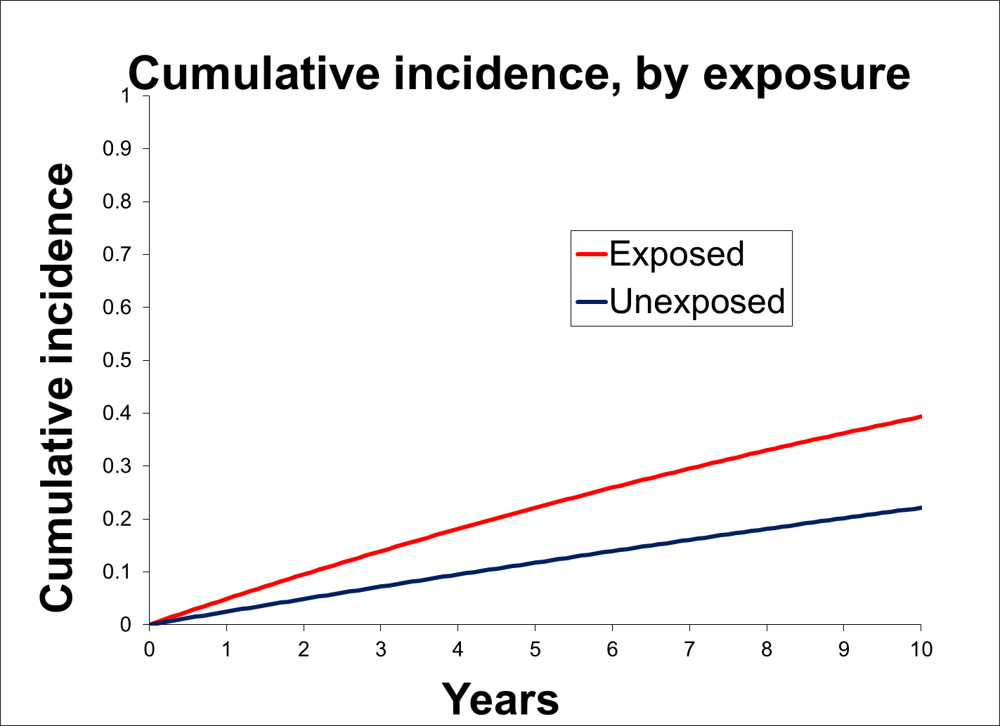 Cumulative incidence, by exposure
Cumulative incidence
1
0.9
0.8
0.7
0.6
0.5
0.4
0.3
0.2
0.1
0
Exposed
Unexposed
0 1 2 3 4 5 6 7 8 9 10
Years